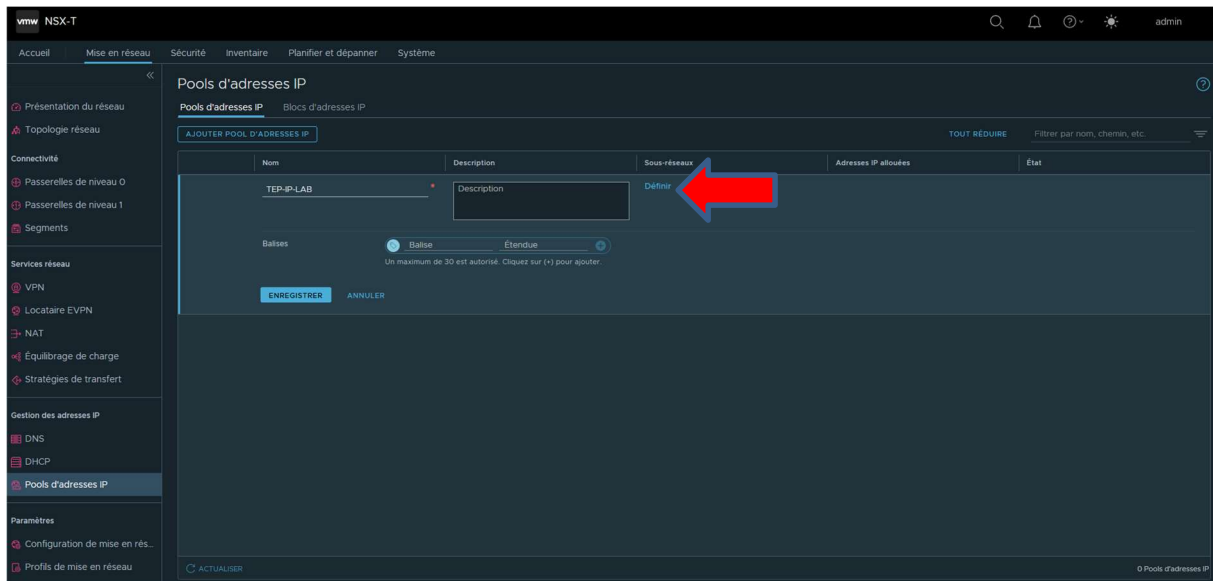 vmw NSX-T
admin
Accueil Mise en réseau Sécurité Inventaire Planifier et dépanner Système
Présentation du réseau
Topologie réseau
Connectivité
Passerelles de niveau 0
Passerelles de niveau 1
Segments
Services réseau
VPN
Locataire EVPN
NAT
Équilibrage de charge
Stratégies de transfert
Gestion des adresses IP
DNS
DHCP
Pools d'adresses IP
Paramètres
Configuration de mise en rés...
Profils de mise en réseau
Pools d'adresses IP
Pools d'adresses IP Blocs d'adresses IP
AJOUTER POOL D'ADRESSES IP TOUT RÉDUIRE Filtrer par nom, chemin, etc.
Nom Description Sous-réseaux Adresses IP allouées État
TEP-IP-LAB * Description Définir
Balises Balise Étendue
Un maximum de 30 est autorisé. Cliquez sur (+) pour ajouter.
ENREGISTRER ANNULER
ACTUALISER 0 Pools d'adresses IP